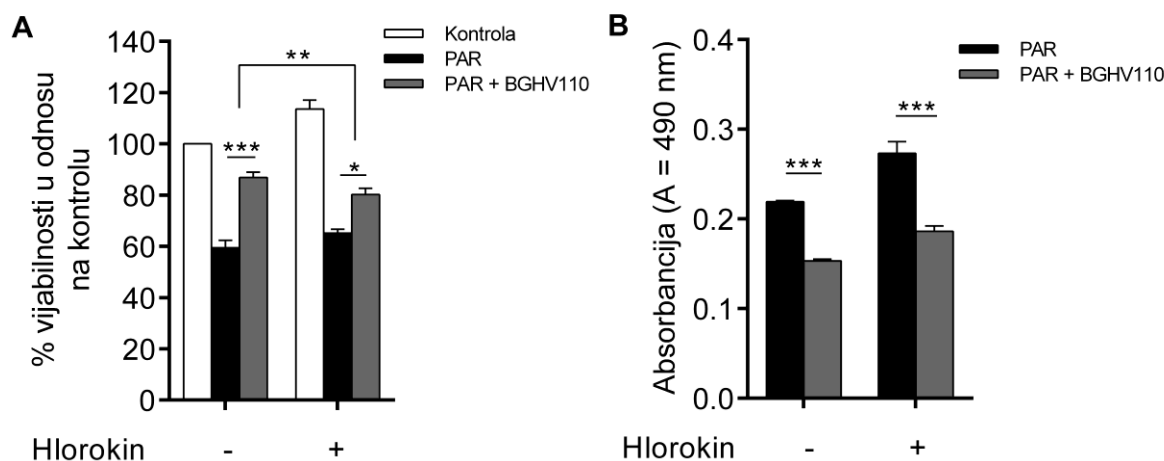 A
% vijabilnosti u odnosu
na kontrolu
140
120
100
80
60
40
20
0
Kontrola
PAR
PAR + BGHV110
**
***
*
Hlorokin - +
B
Absorbancija (A = 490 nm)
0.4
0.3
0.2
0.1
0.0
PAR
PAR + BGHV110
***
***
Hlorokin - +